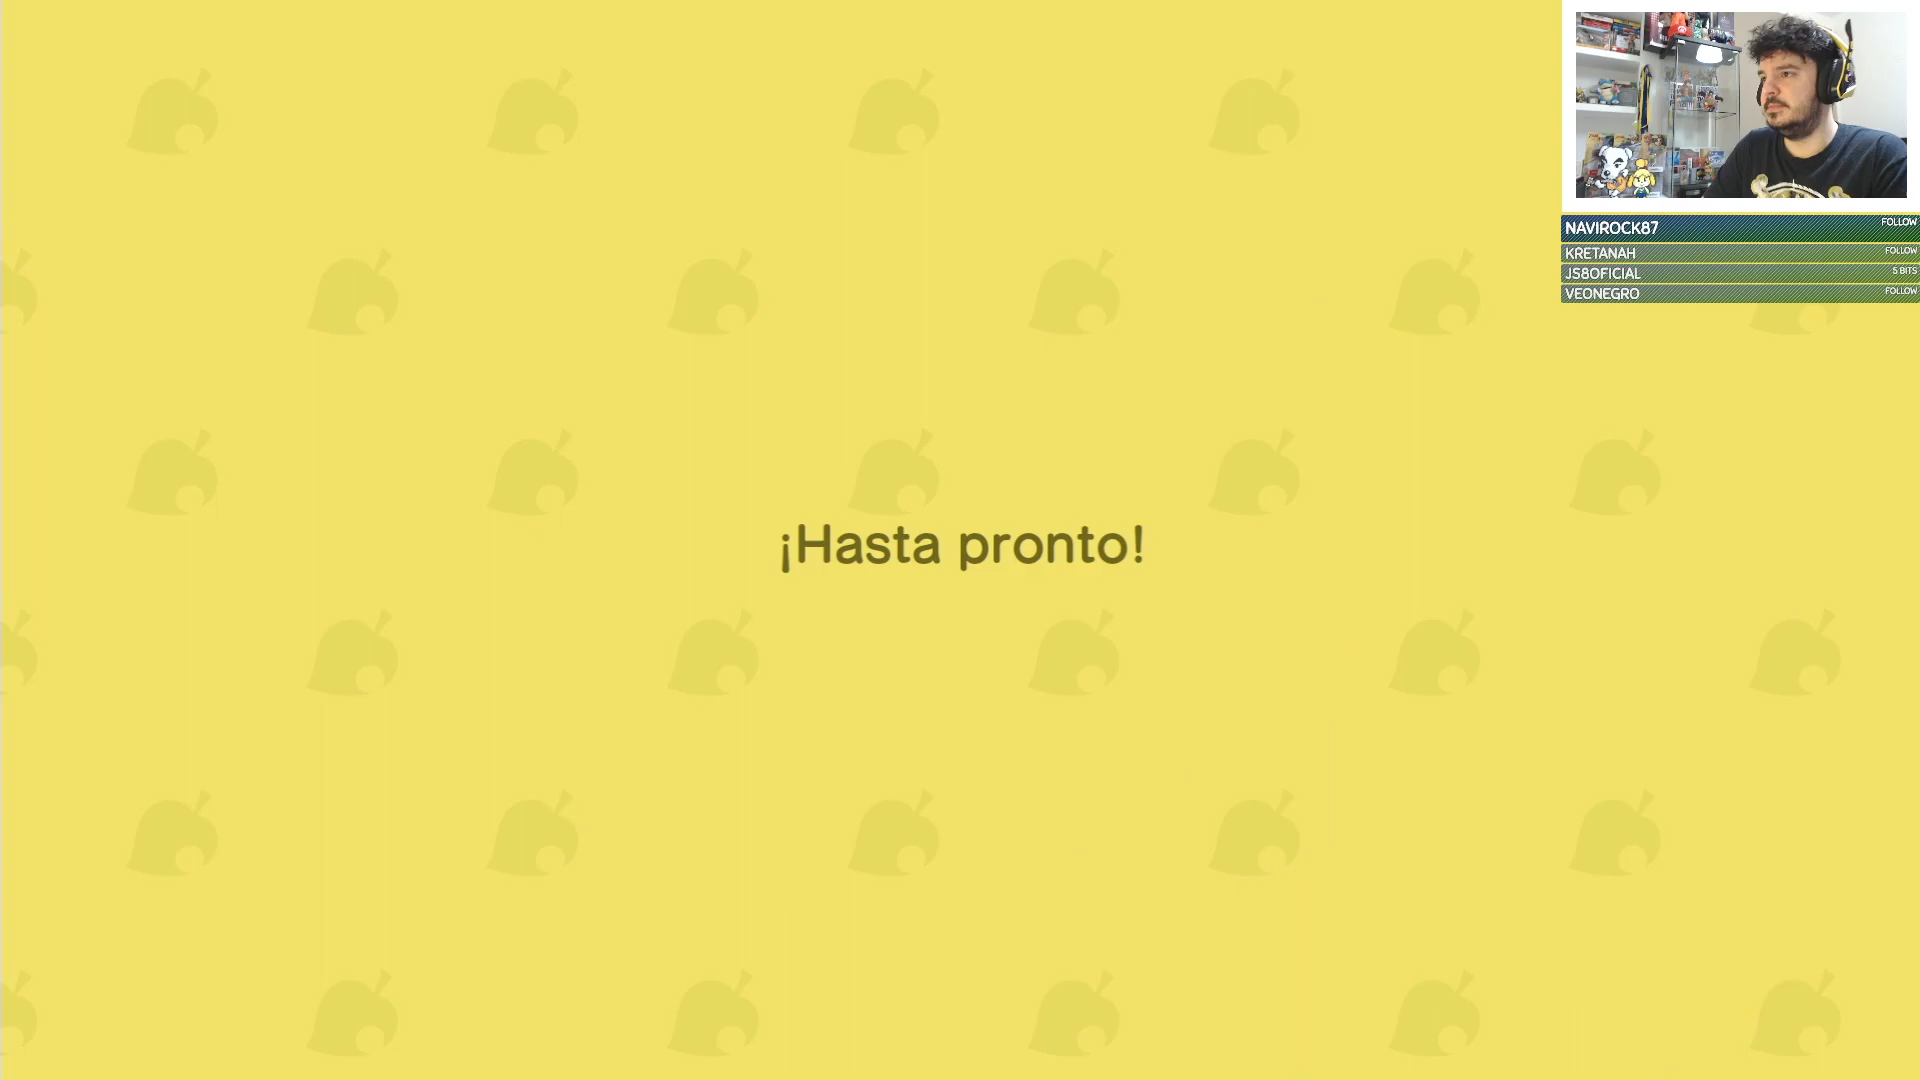 ¡Hasta pronto!
NAVIROCK87 FOLLOW
KRETANAH FOLLOW
JS8OFICIAL 5 BITS
VEONEGRO FOLLOW